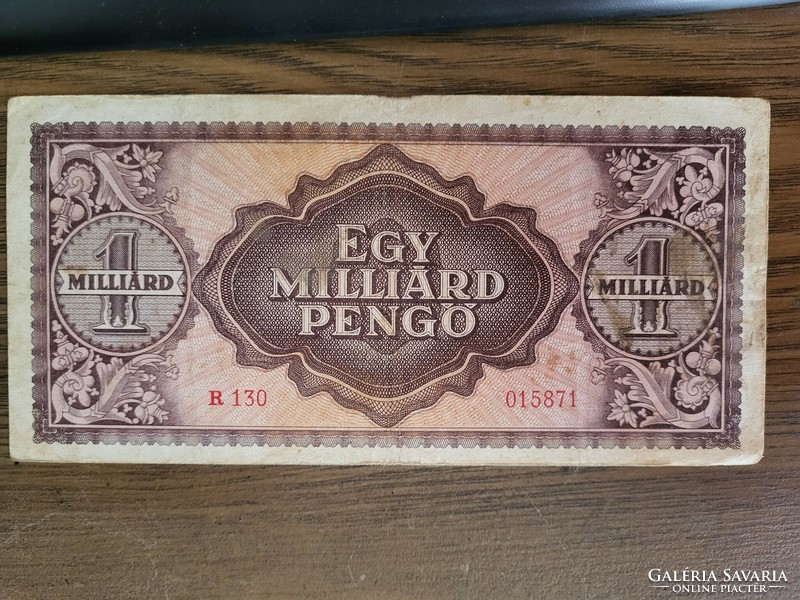 EGY
MILLIÁRD
PENGŐ
1
MILLIÁRD
1
MILLIÁRD
R 130
015871
GALÉRIA SAVARIA
ONLINE PIACTÉR